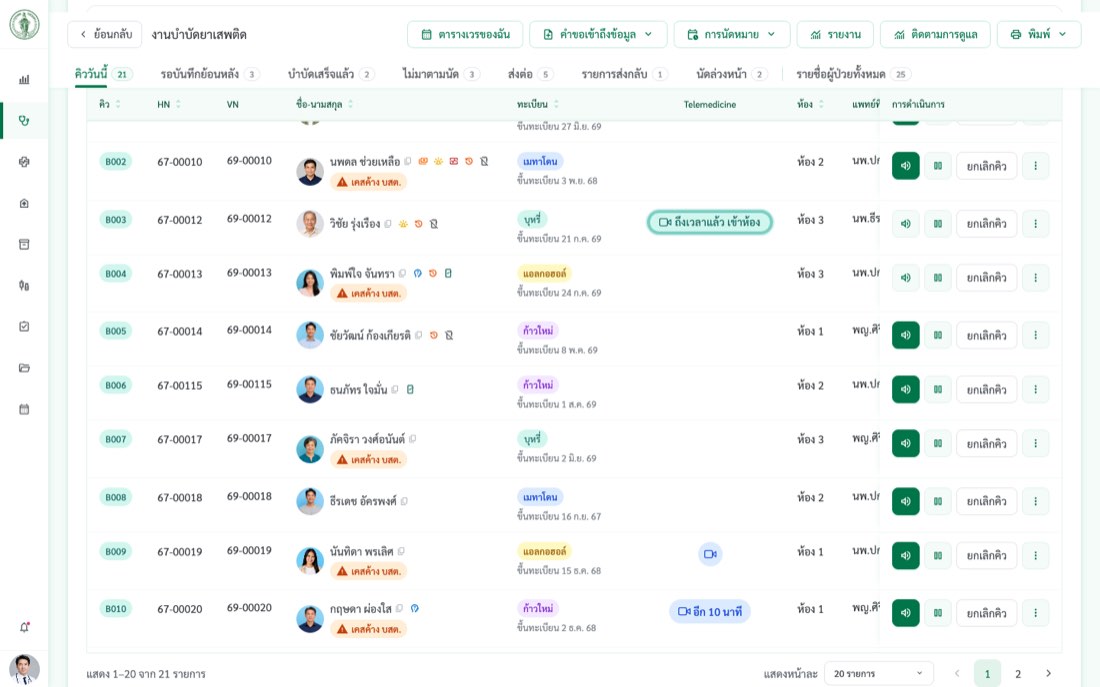 ย้อนกลับ งานบำบัดยาเสพติด ตารางเวรของฉัน คำขอเข้าถึงข้อมูล การนัดหมาย รายงาน ติดตามการดูแล พิมพ์
คิววันนี้ 21 รอบันทึกย้อนหลัง 3 บำบัดเสร็จแล้ว 2 ไม่มาตามนัด 3 ส่งต่อ 5 รายการส่งกลับ 1 นัดล่วงหน้า 2 รายชื่อผู้ป่วยทั้งหมด 25
คิว HN VN ชื่อ-นามสกุล ทะเบียน Telemedicine ห้อง แพทย์ การดำเนินการ
ขึ้นทะเบียน 27 มิ.ย. 69
B002 67-00010 69-00010 นพดล ช่วยเหลือ เมทาโดน ห้อง 2 นพ. ยกเลิกคิว
เคสค้าง บสต. ขึ้นทะเบียน 3 พ.ย. 68
B003 67-00012 69-00012 วิชัย รุ่งเรือง บุหรี่ ถึงเวลาแล้ว เข้าห้อง ห้อง 3 นพ.ธีร ยกเลิกคิว
ขึ้นทะเบียน 21 ก.ค. 69
B004 67-00013 69-00013 พิมพ์ใจ จันทรา แอลกอฮอล์ ห้อง 3 นพ. ยกเลิกคิว
เคสค้าง บสต. ขึ้นทะเบียน 24 ก.ค. 69
B005 67-00014 69-00014 ชัยวัฒน์ ก้องเกียรติ ก้าวใหม่ ห้อง 1 พญ. ยกเลิกคิว
ขึ้นทะเบียน 8 พ.ค. 69
B006 67-00115 69-00115 ธนภัทร ใจมั่น ก้าวใหม่ ห้อง 2 นพ. ยกเลิกคิว
ขึ้นทะเบียน 1 ส.ค. 69
B007 67-00017 69-00017 ภัคจิรา วงศ์อนันต์ บุหรี่ ห้อง 3 พญ. ยกเลิกคิว
เคสค้าง บสต. ขึ้นทะเบียน 2 มิ.ย. 69
B008 67-00018 69-00018 ธีรเดช อัครพงศ์ เมทาโดน ห้อง 2 นพ. ยกเลิกคิว
ขึ้นทะเบียน 16 ก.ย. 67
B009 67-00019 69-00019 นันทิดา พรเลิศ แอลกอฮอล์ ห้อง 1 นพ. ยกเลิกคิว
เคสค้าง บสต. ขึ้นทะเบียน 15 ธ.ค. 68
B010 67-00020 69-00020 กฤษดา ผ่องใส ก้าวใหม่ อีก 10 นาที ห้อง 1 พญ. ยกเลิกคิว
เคสค้าง บสต. ขึ้นทะเบียน 2 ธ.ค. 68
แสดง 1–20 จาก 21 รายการ แสดงหน้าละ 20 รายการ 1 2